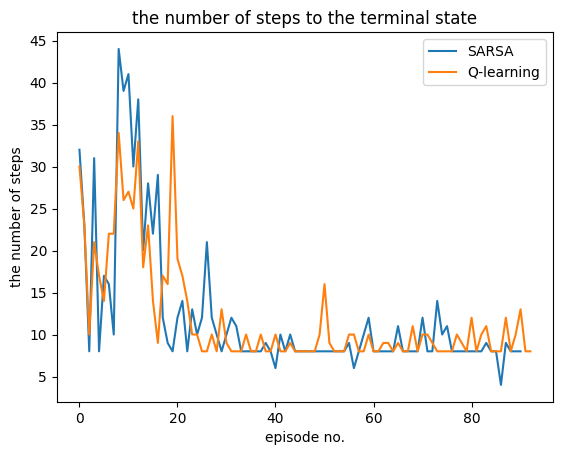 the number of steps to the terminal state
SARSA
Q-learning
the number of steps
45
40
35
30
25
20
15
10
5
0
20
40
60
80
episode no.